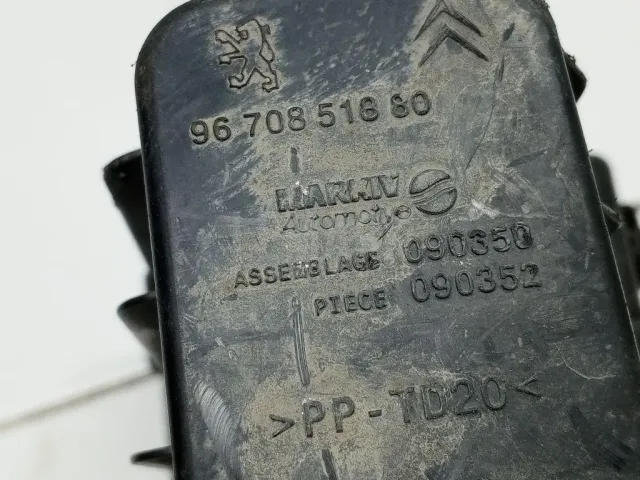 96 708 518 80
MARK IV
Automotive
ASSEMBLAGE 090350
PIECE 090352
>PP-TD20<